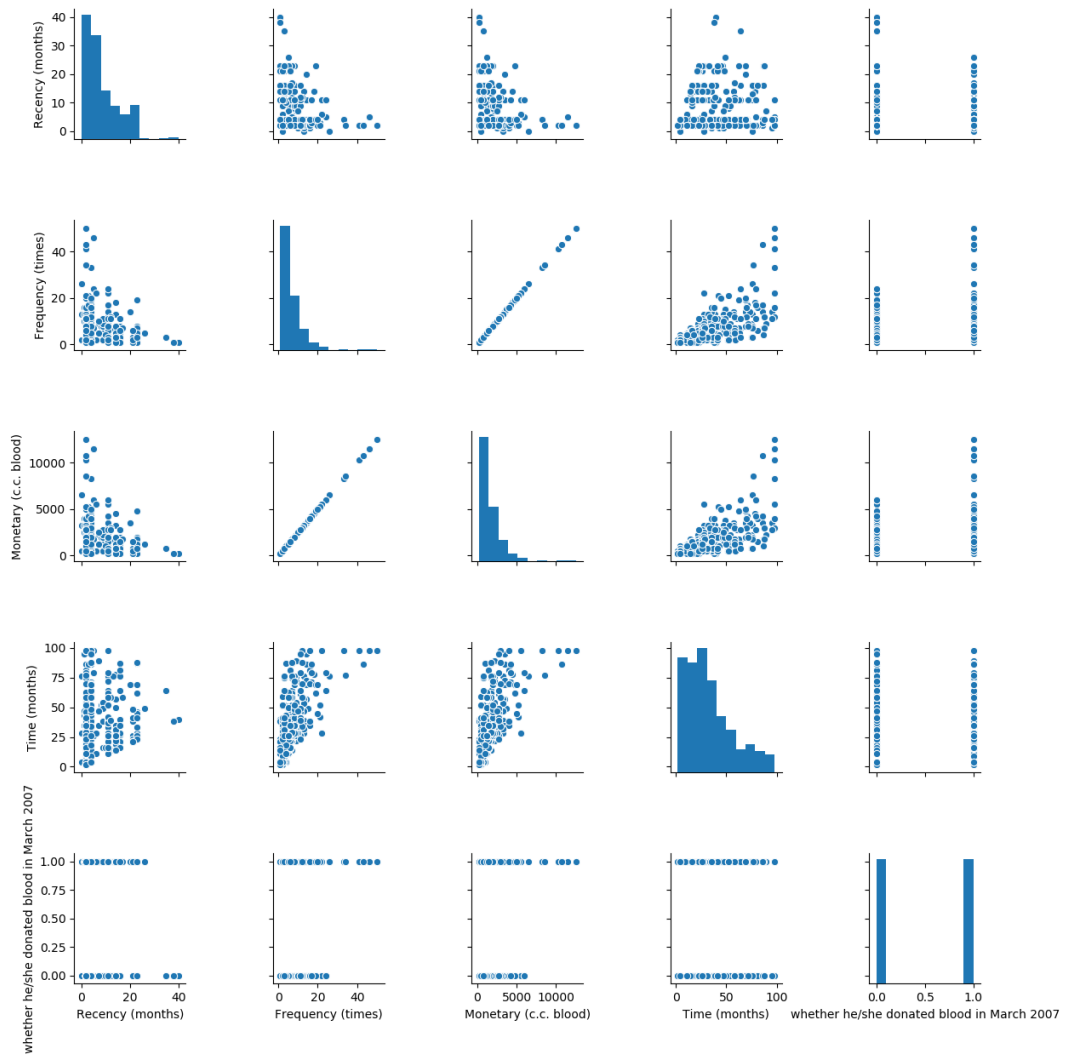 Recency (months)
40
30
20
10
0
Frequency (times)
40
20
0
Monetary (c.c. blood)
10000
5000
0
Time (months)
100
75
50
25
0
whether he/she donated blood in March 2007
1.00
0.75
0.50
0.25
0.00
0 20 40
0 20 40
0 5000 10000
0 50 100
0.0 0.5 1.0
Recency (months)
Frequency (times)
Monetary (c.c. blood)
Time (months)
whether he/she donated blood in March 2007